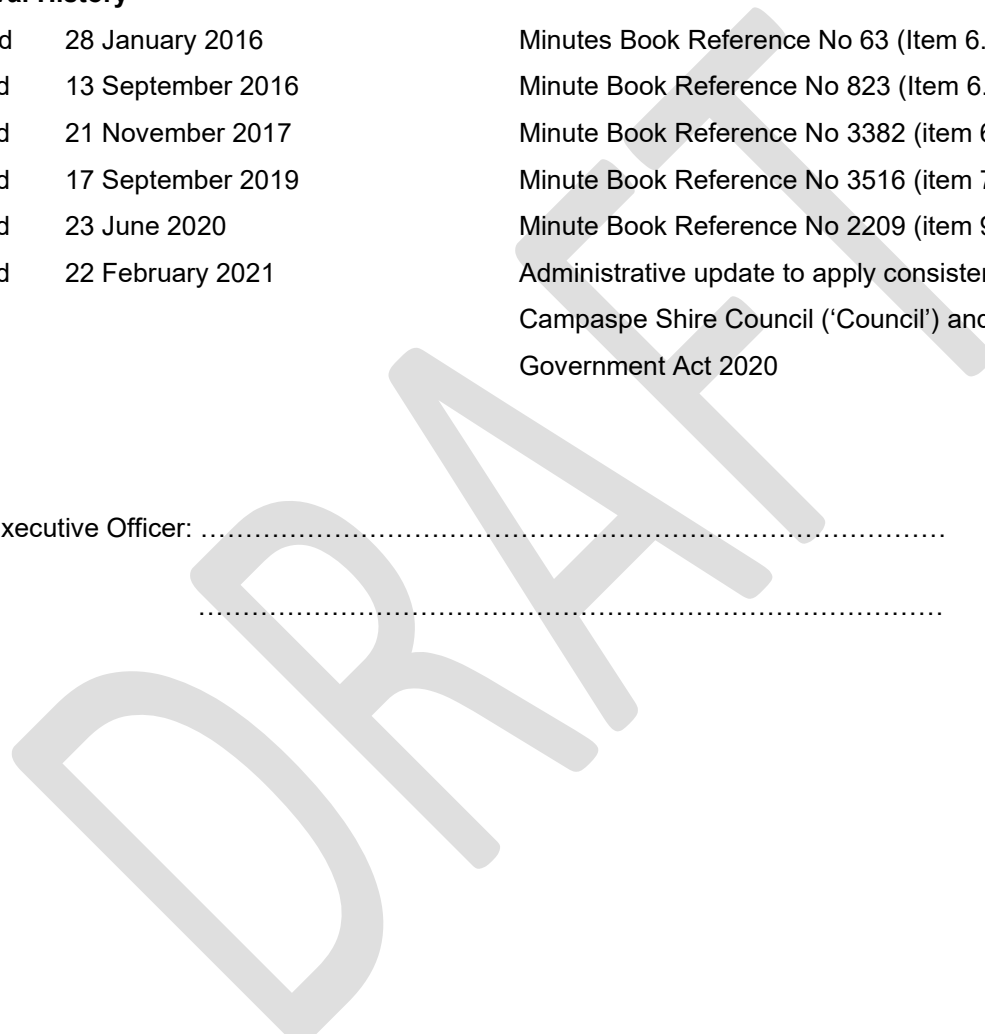 ral History
d 28 January 2016 Minutes Book Reference No 63 (Item 6.
d 13 September 2016 Minute Book Reference No 823 (Item 6.
d 21 November 2017 Minute Book Reference No 3382 (item 6
d 17 September 2019 Minute Book Reference No 3516 (item 7
d 23 June 2020 Minute Book Reference No 2209 (item 9
d 22 February 2021 Administrative update to apply consisten
Campaspe Shire Council (‘Council’) and
Government Act 2020
xecutive Officer: ……………………………………………………………………………
……………………………………………………………………………
DRAFT